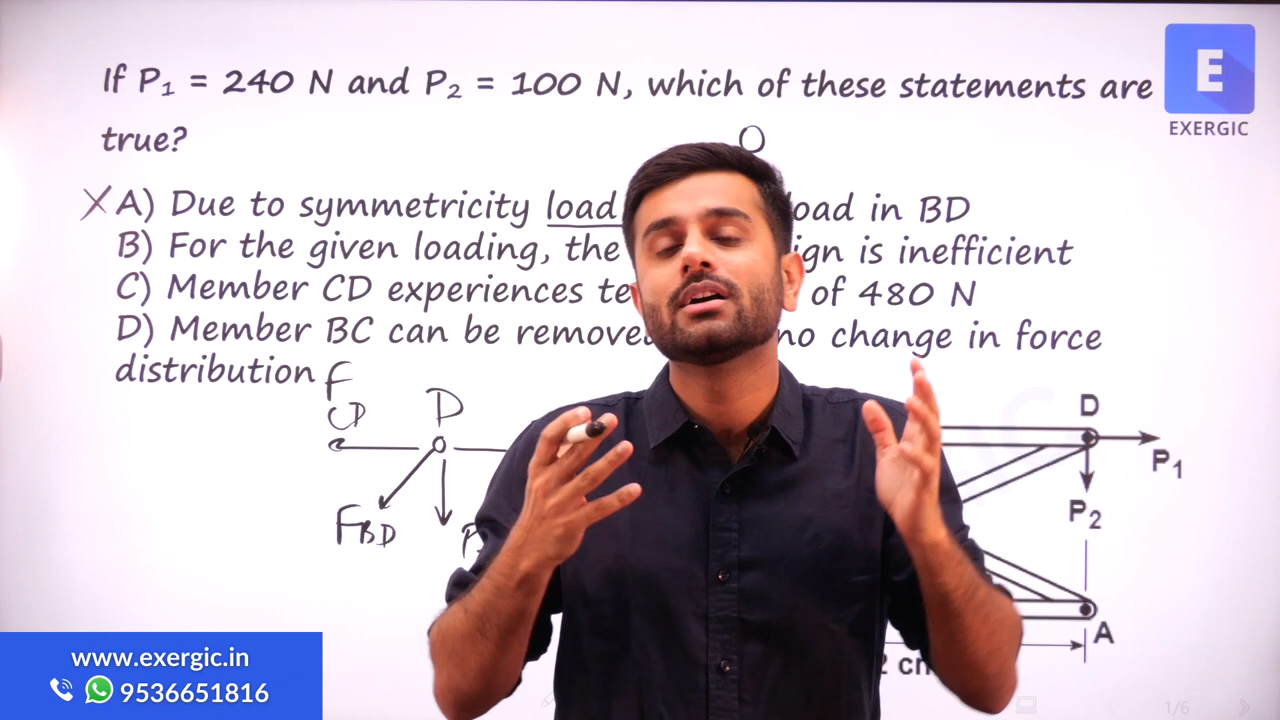 If P₁ = 240 N and P₂ = 100 N, which of these statements are
true?
E
EXERGIC
O
X A) Due to symmetricity load oad in BD
B) For the given loading, the ign is inefficient
C) Member CD experiences te of 480 N
D) Member BC can be remove no change in force
distribution
F CD
D
F BD
P
D
P₁
P₂
A
2 cm
www.exergic.in
9536651816
1/6